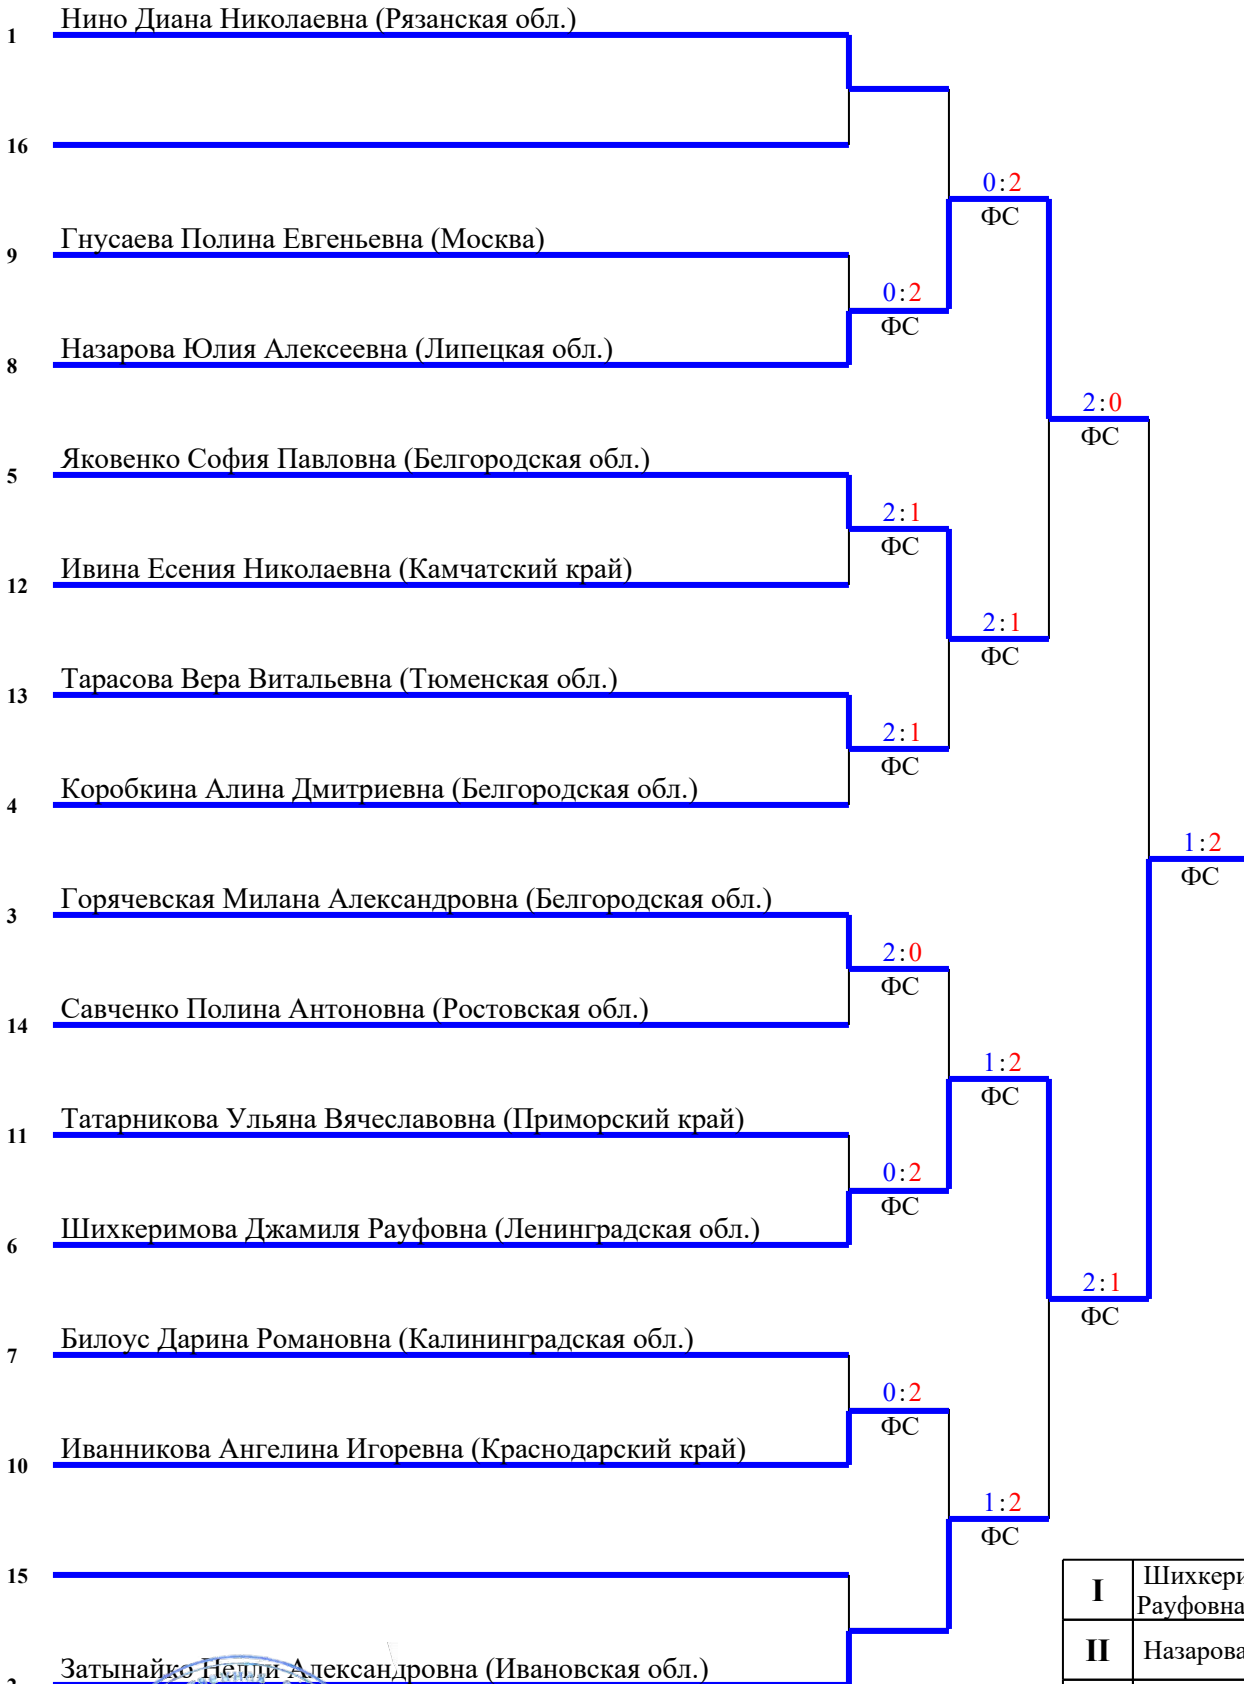 Нино Диана Николаевна (Рязанская обл.)
1
16
0:2
ФС
Гнусаева Полина Евгеньевна (Москва)
9
0:2
ФС
Назарова Юлия Алексеевна (Липецкая обл.)
8
2:0
ФС
Яковенко София Павловна (Белгородская обл.)
5
2:1
ФС
Ивина Есения Николаевна (Камчатский край)
12
2:1
ФС
Тарасова Вера Витальевна (Тюменская обл.)
13
2:1
ФС
Коробкина Алина Дмитриевна (Белгородская обл.)
4
1:2
ФС
Горячевская Милана Александровна (Белгородская обл.)
3
2:0
ФС
Савченко Полина Антоновна (Ростовская обл.)
14
1:2
ФС
Татарникова Ульяна Вячеславовна (Приморский край)
11
0:2
ФС
Шихкеримова Джамиля Рауфовна (Ленинградская обл.)
6
2:1
ФС
Билоус Дарина Романовна (Калининградская обл.)
7
0:2
ФС
Иванникова Ангелина Игоревна (Краснодарский край)
10
1:2
ФС
15
I Шихкери
Рауфовна
II Назарова
Затынайко Нелли Александровна (Ивановская обл.)